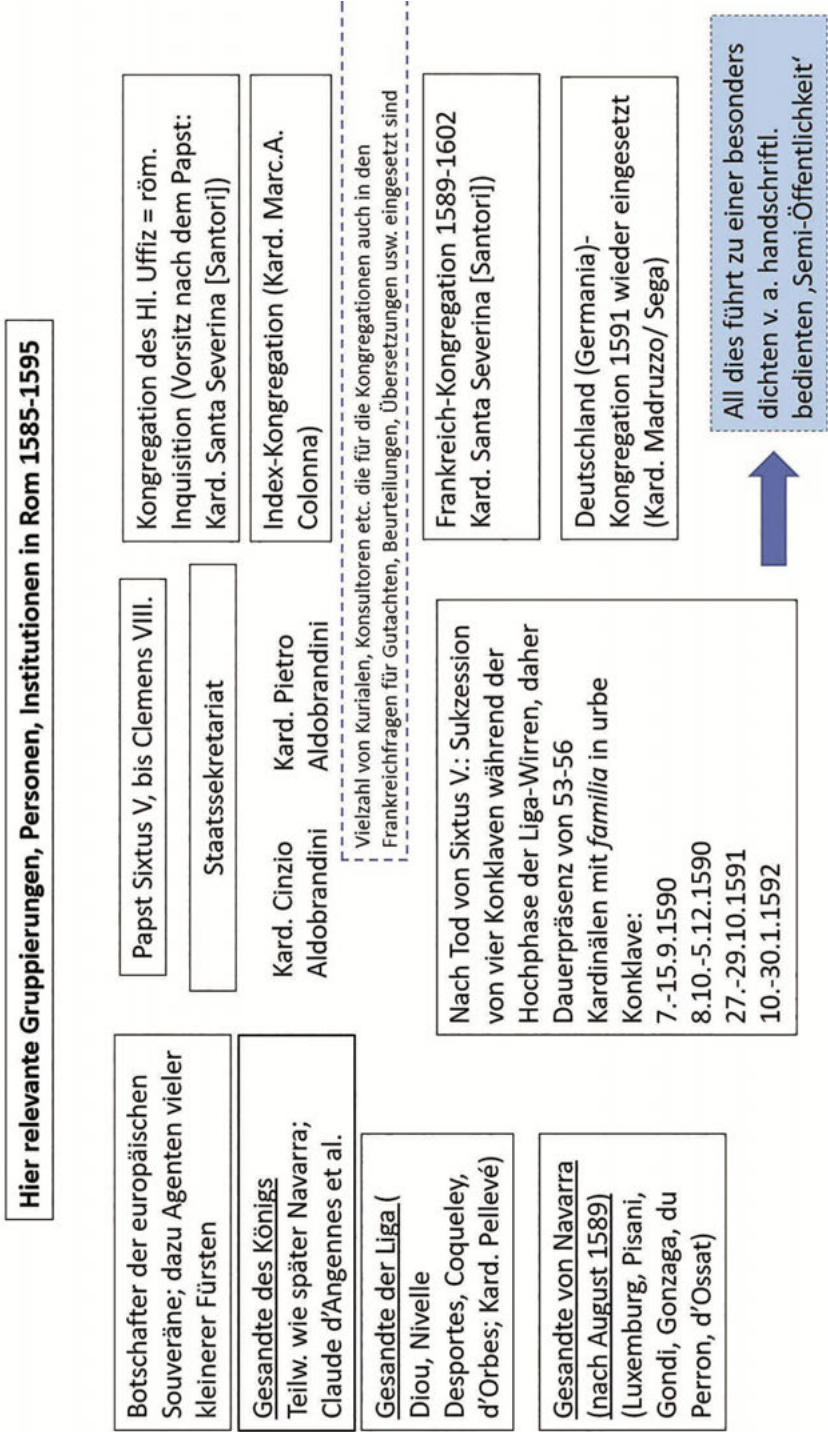 Hier relevante Gruppierungen, Personen, Institutionen in Rom 1585-1595
Botschafter der europäischen
Souveräne; dazu Agenten vieler
kleinerer Fürsten
Gesandte des Königs
Teilw. wie später Navarra;
Claude d'Angennes et al.
Gesandte der Liga (
Diou, Nivelle
Desportes, Coqueley,
d'Orbes; Kard. Pellevé)
Gesandte von Navarra
(nach August 1589)
(Luxemburg, Pisani,
Gondi, Gonzaga, du
Perron, d'Ossat)
Papst Sixtus V, bis Clemens VIII.
Staatssekretariat
Kard. Cinzio
Aldobrandini
Kard. Pietro
Aldobrandini
Nach Tod von Sixtus V.: Sukzession
von vier Konklaven während der
Hochphase der Liga-Wirren, daher
Dauerpräsenz von 53-56
Kardinälen mit familia in urbe
Konklave:
7.-15.9.1590
8.10.-5.12.1590
27.-29.10.1591
10.-30.1.1592
Kongregation des Hl. Uffiz = röm.
Inquisition (Vorsitz nach dem Papst:
Kard. Santa Severina [Santorij])
Index-Kongregation (Kard. Marc.A.
Colonna)
Vielzahl von Kurialen, Konsultoren etc. die für die Kongregationen auch in den
Frankreichfragen für Gutachten, Beurteilungen, Übersetzungen usw. eingesetzt sind
Frankreich-Kongregation 1589-1602
Kard. Santa Severina [Santorij])
Deutschland (Germania)-
Kongregation 1591 wieder eingesetzt
(Kard. Madruzzo/ Sega)
All dies führt zu einer besonders
dichten v. a. handschriftl.
bedienten ‚Semi-Öffentlichkeit‘